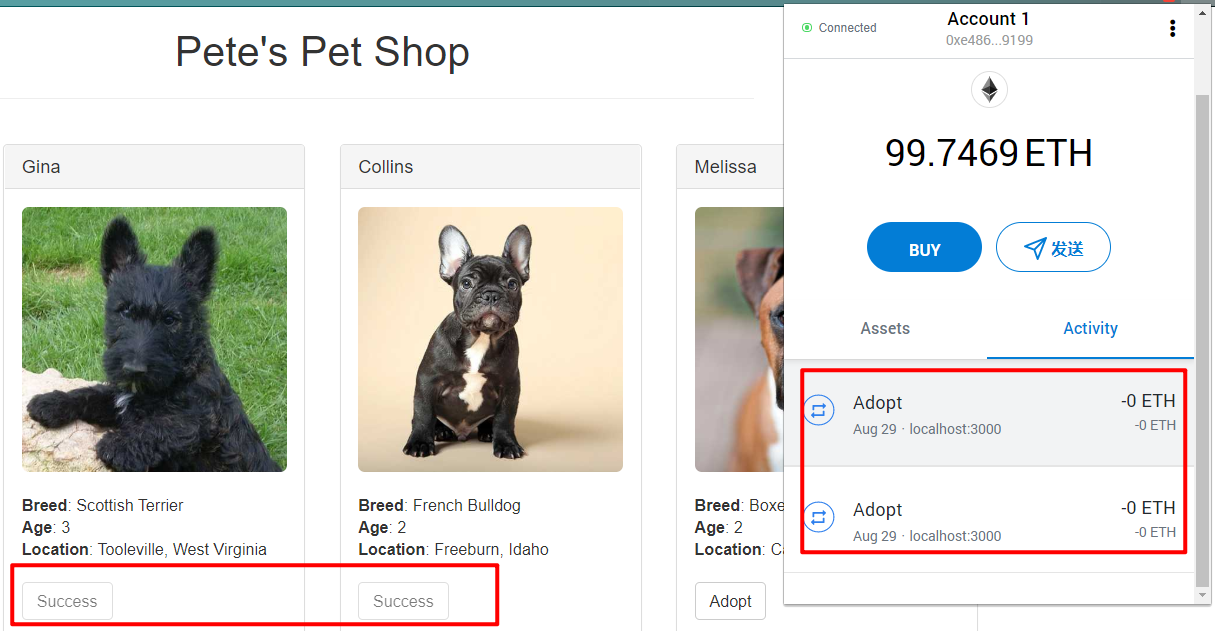 Pete's Pet Shop
Gina
Breed: Scottish Terrier
Age: 3
Location: Tooleville, West Virginia
Success
Collins
Breed: French Bulldog
Age: 2
Location: Freeburn, Idaho
Success
Melissa
Breed: Boxe
Age: 2
Location: Ca
Adopt
Connected
Account 1
0xe486...9199
99.7469 ETH
BUY
发送
Assets
Activity
Adopt
-0 ETH
Aug 29 · localhost:3000
-0 ETH
Adopt
-0 ETH
Aug 29 · localhost:3000
-0 ETH